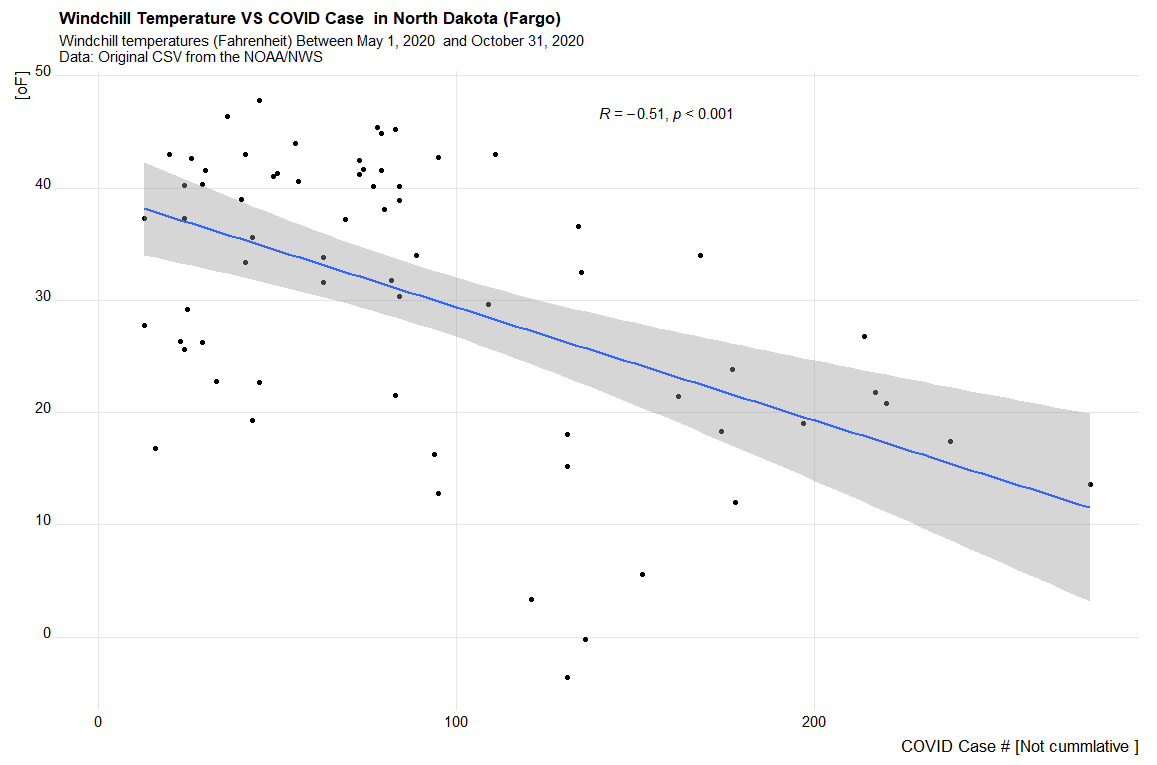 Windchill Temperature VS COVID Case  in North Dakota (Fargo)
Windchill temperatures (Fahrenheit) Between May 1, 2020  and October 31, 2020
Data: Original CSV from the NOAA/NWS
[oF]
50
R = −0.51, p < 0.001
40
30
20
10
0
0 100 200
COVID Case # [Not cummlative ]